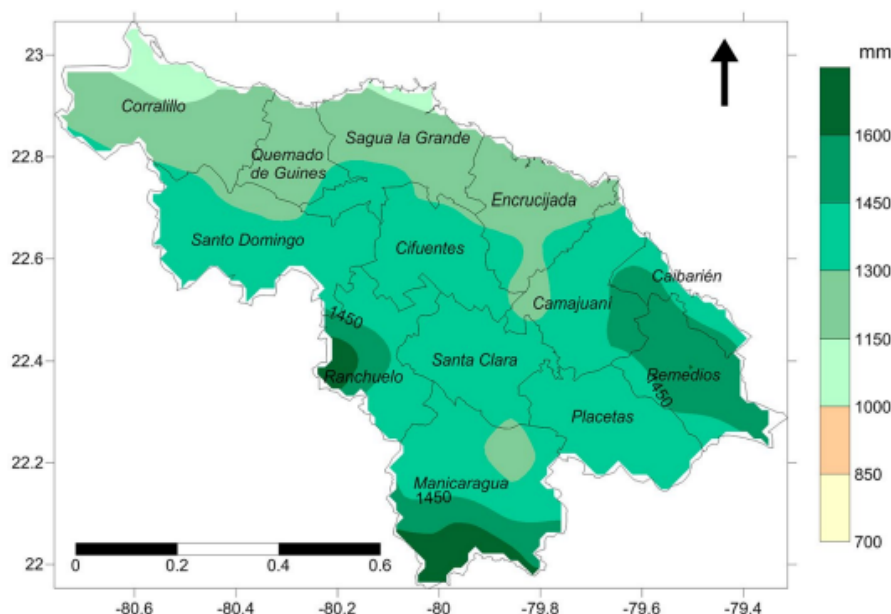 23
22.8
22.6
22.4
22.2
22
-80.6
-80.4
-80.2
-80
-79.8
-79.6
-79.4
Corralillo
Sagua la Grande
Quemado
de Guines
Encrucijada
Santo Domingo
Cifuentes
Caibarién
Camajuaní
1450
Santa Clara
Ranchuelo
Remedios
1450
Placetas
Manicaragua
1450
0
0.2
0.4
0.6
mm
1600
1450
1300
1150
1000
850
700